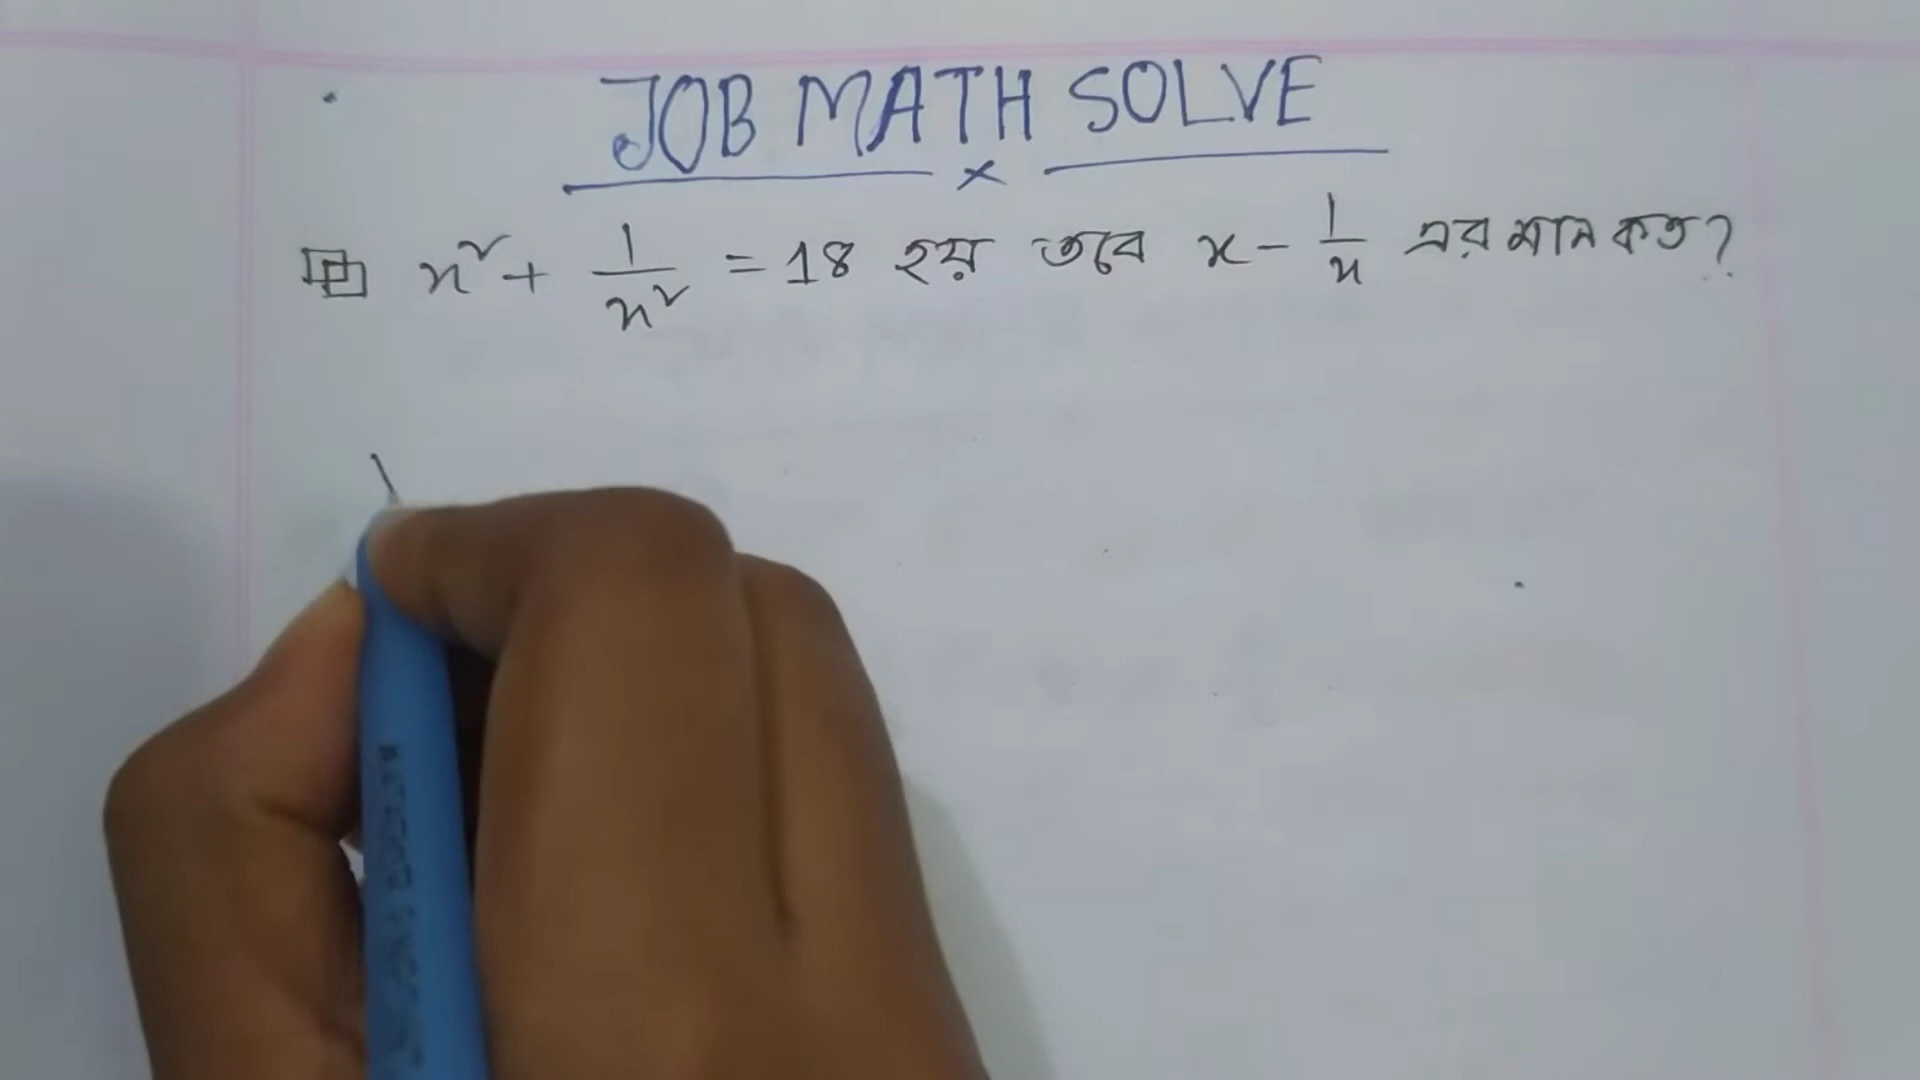 JOB MATH SOLVE
x
x² + 1/x² = 18 হয় তবে x - 1/x এর মান কত?